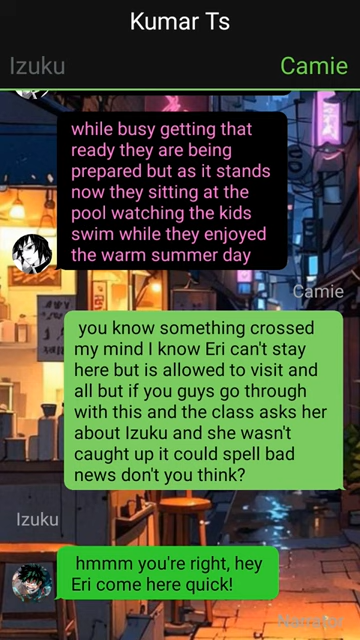 Kumar Ts
Izuku
Camie
while busy getting that
ready they are being
prepared but as it stands
now they sitting at the
pool watching the kids
swim while they enjoyed
the warm summer day
Camie
you know something crossed
my mind I know Eri can't stay
here but is allowed to visit and
all but if you guys go through
with this and the class asks her
about Izuku and she wasn't
caught up it could spell bad
news don't you think?
Izuku
hmmm you're right, hey
Eri come here quick!
Narrator